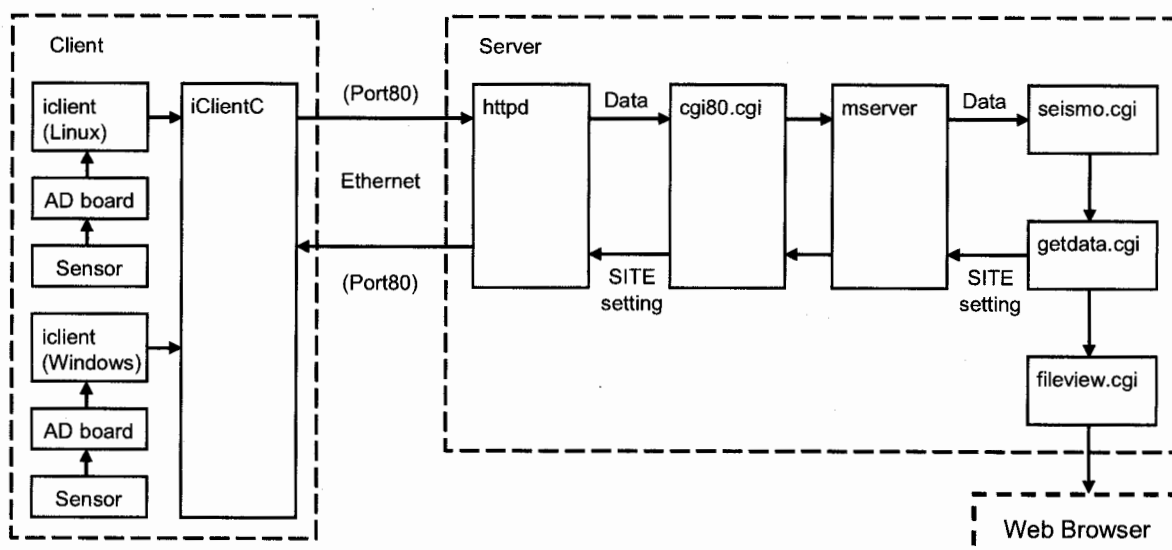 Client
iclient
(Linux)
AD board
Sensor
iclient
(Windows)
AD board
Sensor
iClientC
(Port80)
Ethernet
(Port80)
Server
httpd
Data
SITE
setting
cgi80.cgi
mserver
Data
SITE
setting
seismo.cgi
getdata.cgi
fileview.cgi
Web Browser